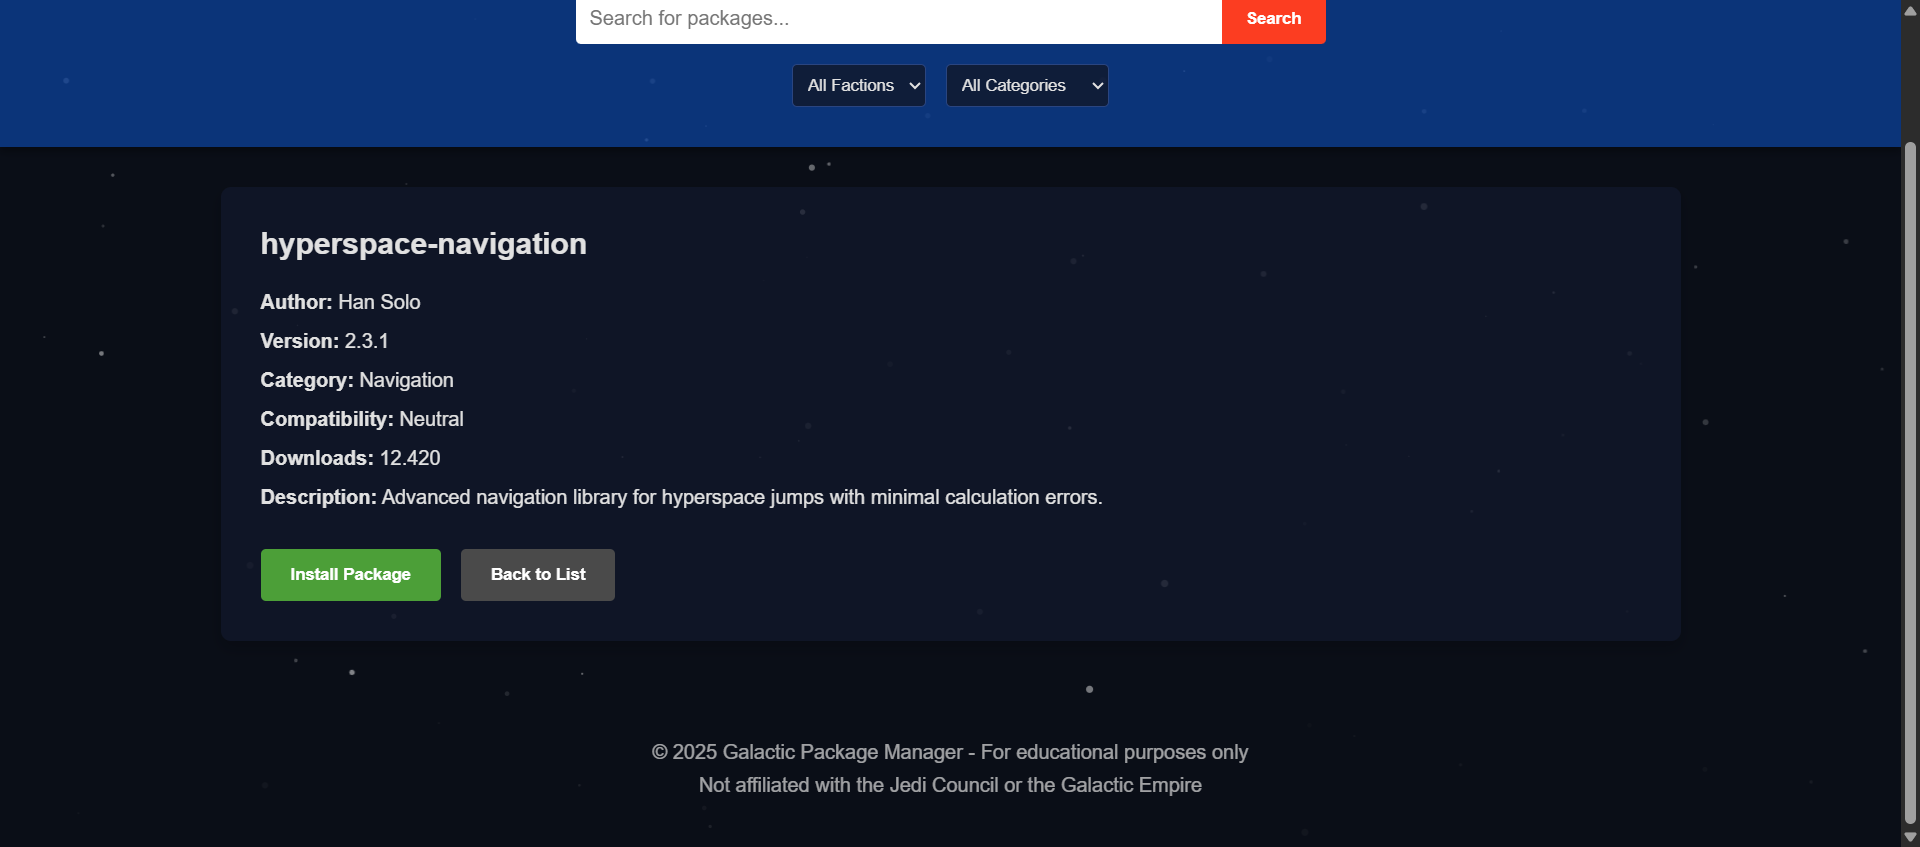 Search for packages...
Search
All Factions
All Categories
hyperspace-navigation
Author: Han Solo
Version: 2.3.1
Category: Navigation
Compatibility: Neutral
Downloads: 12.420
Description: Advanced navigation library for hyperspace jumps with minimal calculation errors.
Install Package
Back to List
© 2025 Galactic Package Manager - For educational purposes only
Not affiliated with the Jedi Council or the Galactic Empire